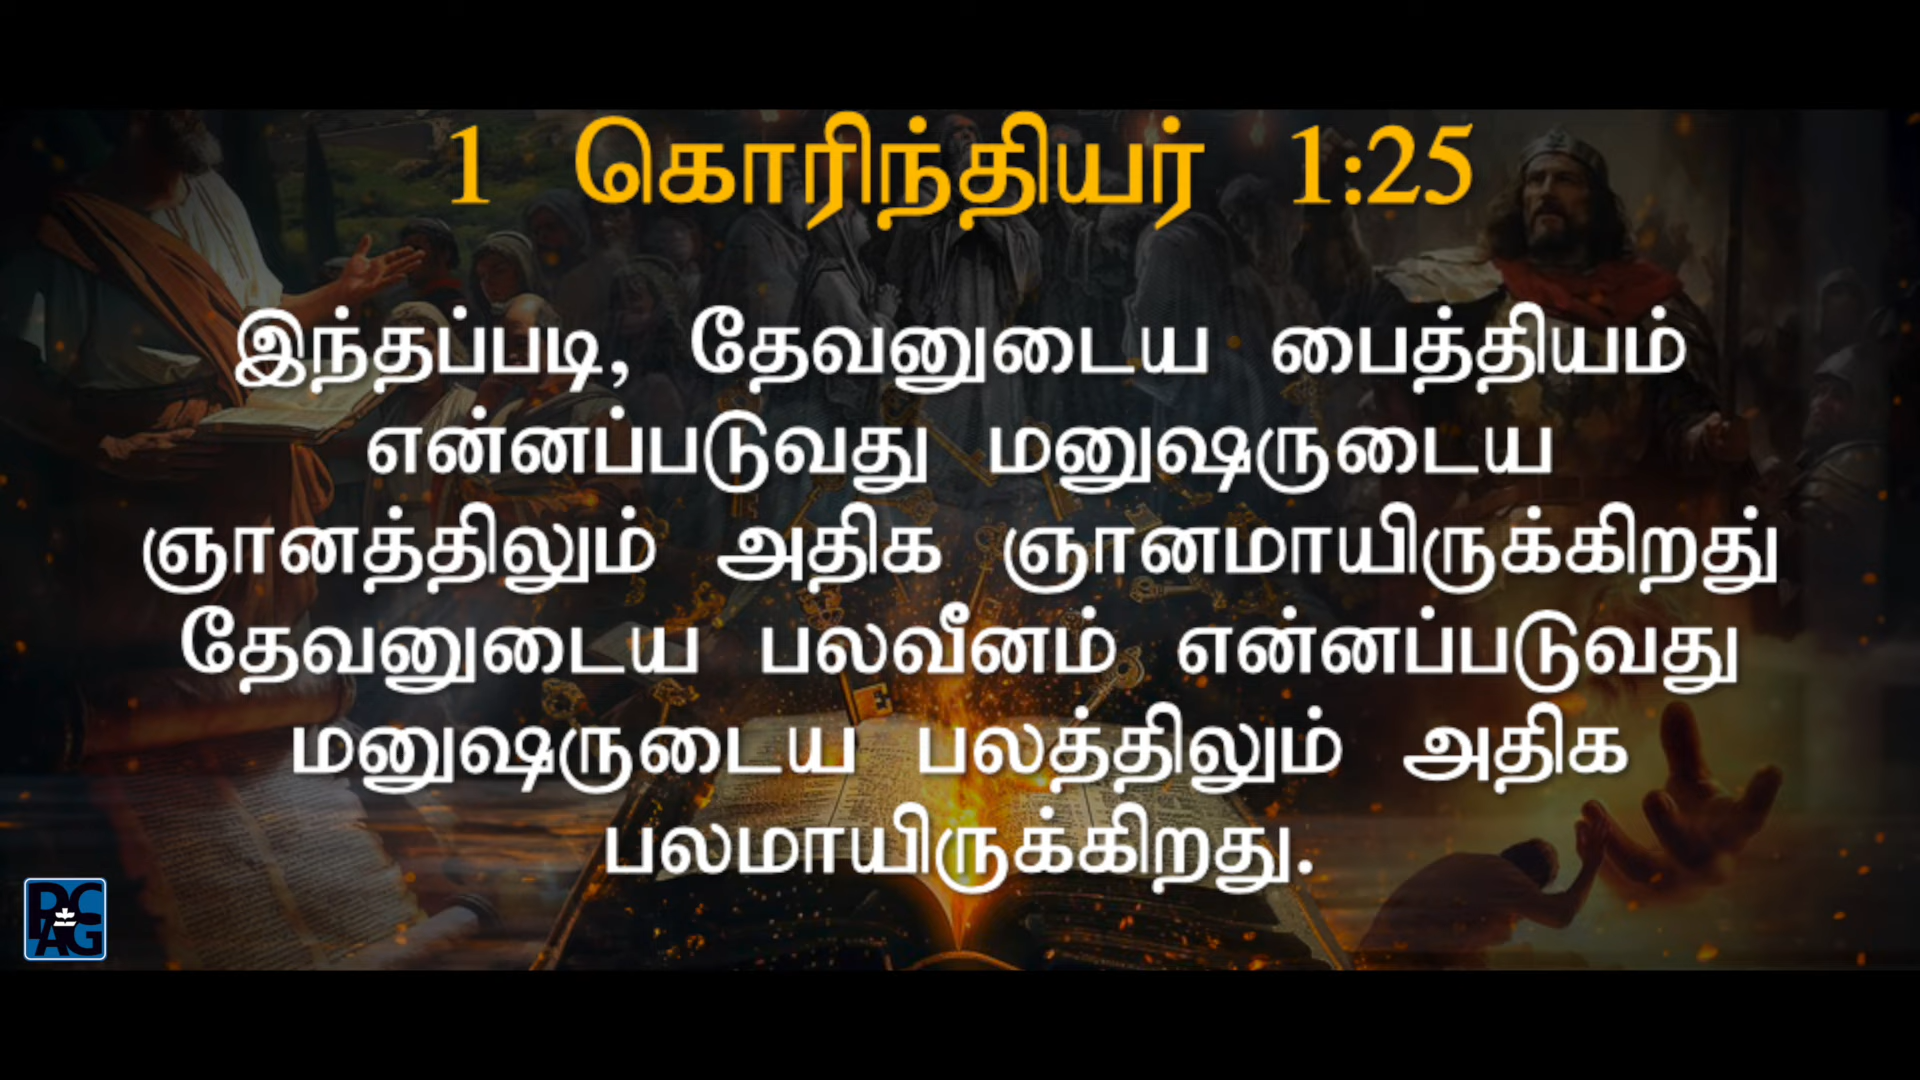 1 கொரிந்தியர் 1:25
இந்தப்படி, தேவனுடைய பைத்தியம்
என்னப்படுவது மனுஷருடைய
ஞானத்திலும் அதிக ஞானமாயிருக்கிறது
தேவனுடைய பலவீனம் என்னப்படுவது
மனுஷருடைய பலத்திலும் அதிக
பலமாயிருக்கிறது.